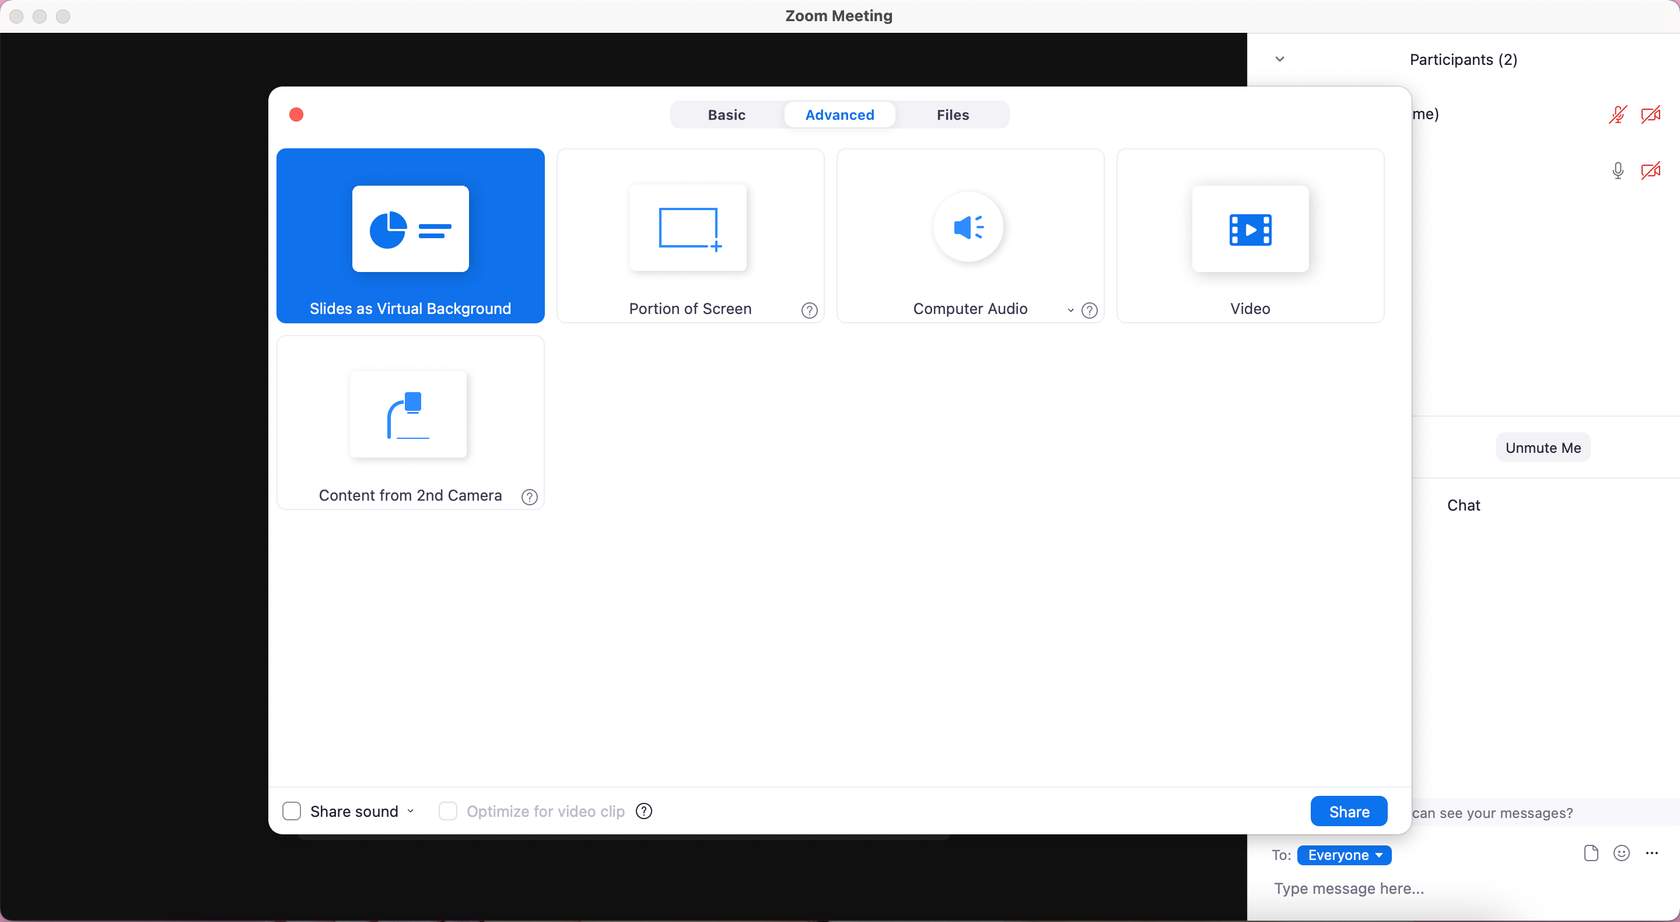 Zoom Meeting
Participants (2)
Basic
Advanced
Files
me)
Slides as Virtual Background
Portion of Screen
?
Computer Audio
?
Video
Content from 2nd Camera
?
Unmute Me
Chat
Share sound
Optimize for video clip
?
Share
can see your messages?
To: Everyone
Type message here...